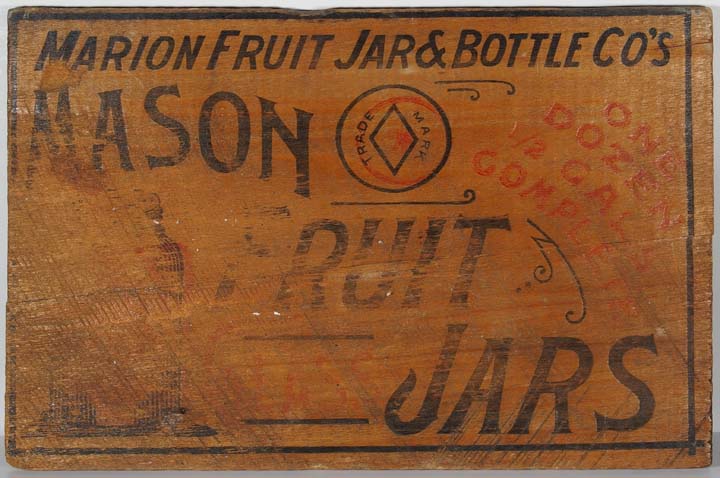 MARION FRUIT JAR & BOTTLE CO'S
MASON
TRADE MARK
ONE
DOZEN
1/2 GAL'S
COMPLETE
FRUIT
JARS